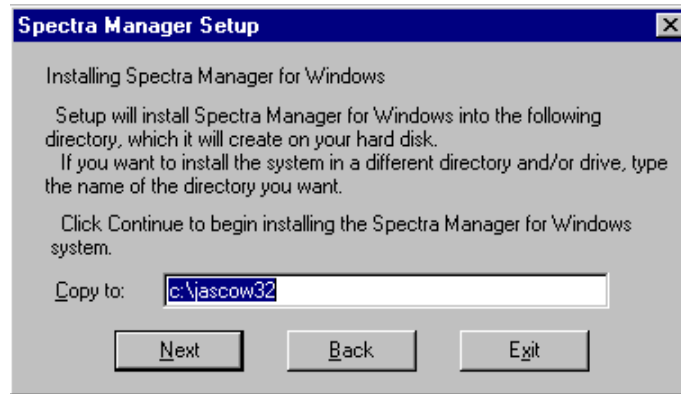 Spectra Manager Setup
Installing Spectra Manager for Windows
Setup will install Spectra Manager for Windows into the following
directory, which it will create on your hard disk.
If you want to install the system in a different directory and/or drive, type
the name of the directory you want.
Click Continue to begin installing the Spectra Manager for Windows
system.
Copy to: c:\jascow32
Next Back Exit